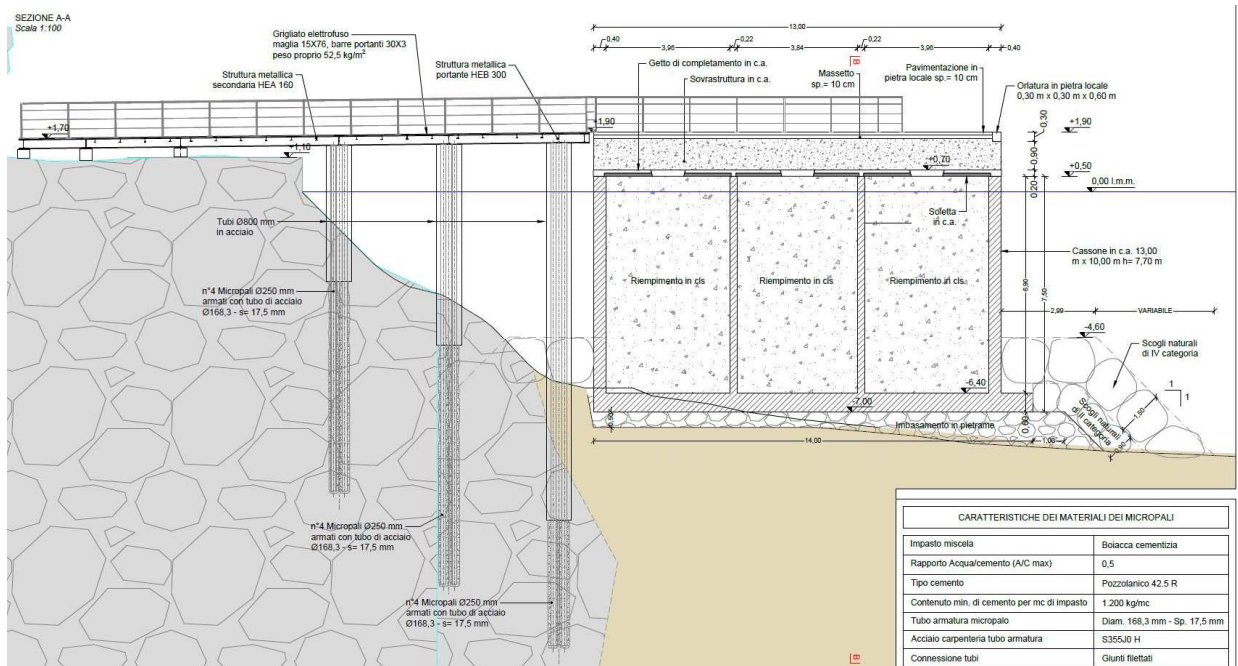 SEZIONE A-A
Scala 1:100
Grigliato elettrofuso
maglia 15X76, barre portanti 30X3
peso proprio 52,5 kg/m²
Struttura metallica
secondaria HEA 160
Struttura metallica
portante HEB 300
13,00
0,40
3,96
0,22
3,84
0,22
3,96
0,40
B
Getto di completamento in c.a.
Sovrastruttura in c.a.
Massetto
sp.= 10 cm
Pavimentazione in
pietra locale sp.= 10 cm
Orlatura in pietra locale
0,30 m x 0,30 m x 0,60 m
+1,70
+1,10
+1,90
+0,70
0,30
0,90
0,20
+1,90
+0,50
0,00 l.m.m.
Tubi Ø800 mm
in acciaio
Soletta
in c.a.
Cassone in c.a. 13,00
m x 10,00 m h= 7,70 m
Riempimento in cls
Riempimento in cls
Riempimento in cls
n°4 Micropali Ø250 mm
armati con tubo di acciaio
Ø168,3 - s= 17,5 mm
6,90
7,50
2,99
VARIABILE
-4,60
Scogli naturali
di IV categoria
-6,40
-7,00
1
1
Scogli naturali
di II categoria
1,50
0,90
0,60
Imbasamento in pietrame
14,00
1,00
n°4 Micropali Ø250 mm
armati con tubo di acciaio
Ø168,3 - s= 17,5 mm
n°4 Micropali Ø250 mm
armati con tubo di acciaio
Ø168,3 - s= 17,5 mm
B
CARATTERISTICHE DEI MATERIALI DEI MICROPALI
Impasto miscela Boiacca cementizia
Rapporto Acqua/cemento (A/C max) 0,5
Tipo cemento Pozzolanico 42.5 R
Contenuto min. di cemento per mc di impasto 1.200 kg/mc
Tubo armatura micropalo Diam. 168,3 mm - Sp. 17,5 mm
Acciaio carpenteria tubo armatura S355J0 H
Connessione tubi Giunti filettati